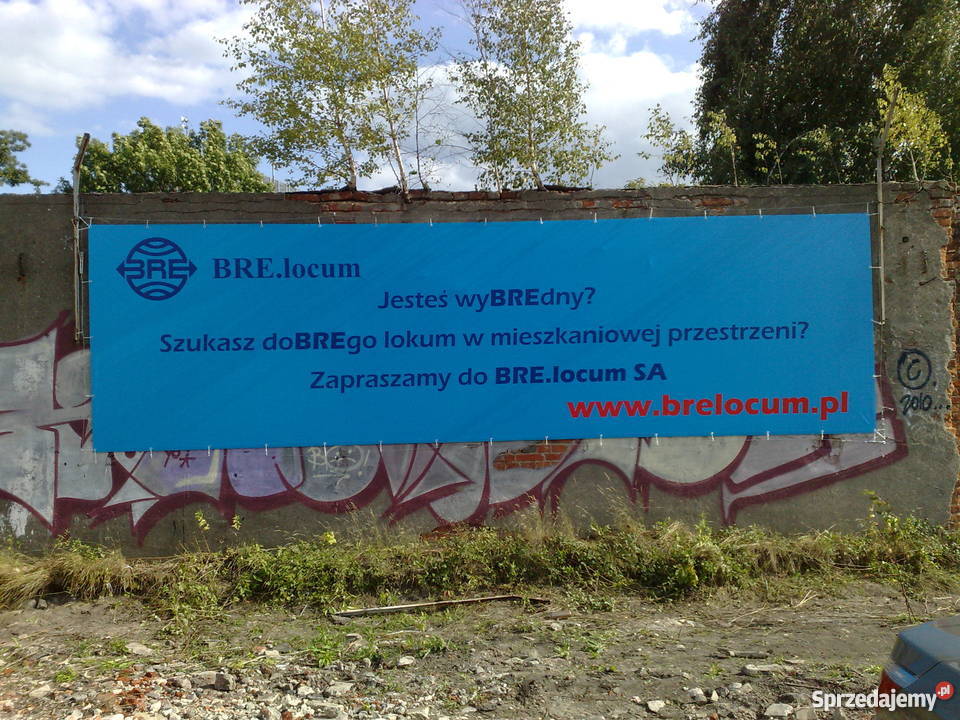 BRE
BRE.locum
Jesteś wyBREdny?
Szukasz doBREgo lokum w mieszkaniowej przestrzeni?
Zapraszamy do BRE.locum SA
www.brelocum.pl
©
2010...
Sprzedajemy.pl